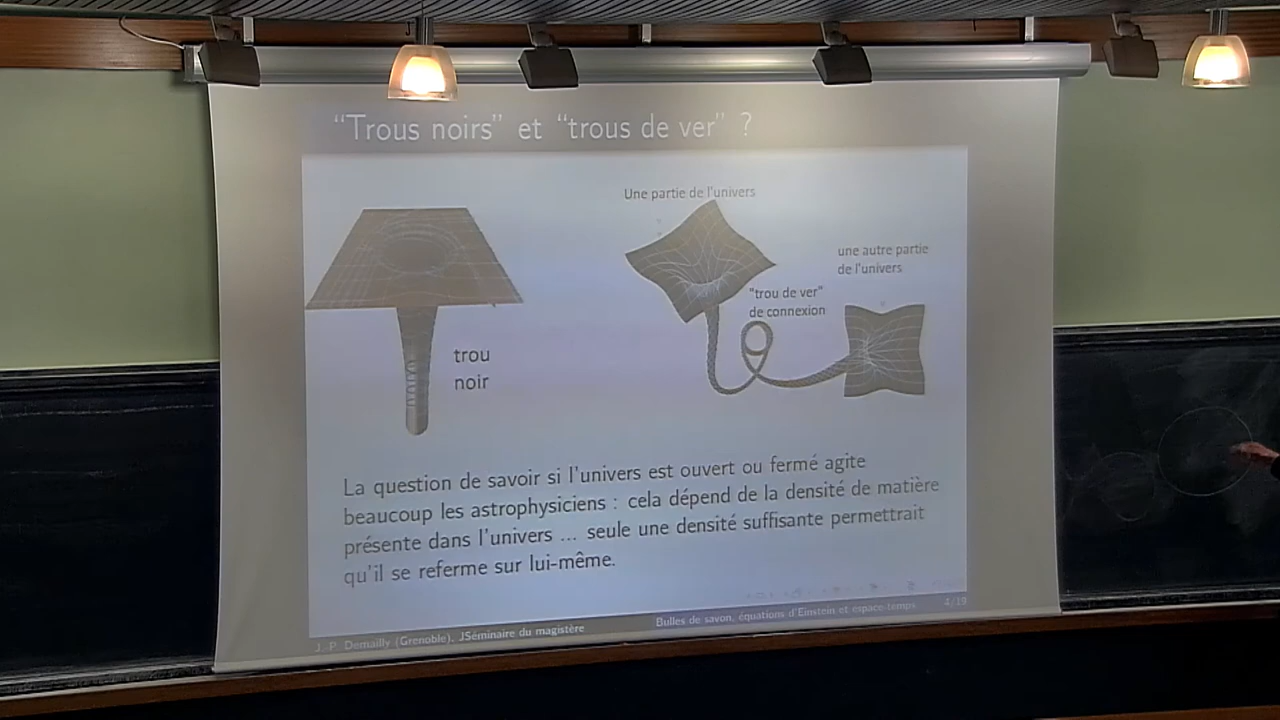 “Trous noirs” et “trous de ver” ?
Une partie de l'univers
une autre partie
de l'univers
"trou de ver"
de connexion
trou
noir
La question de savoir si l'univers est ouvert ou fermé agite
beaucoup les astrophysiciens : cela dépend de la densité de matière
présente dans l'univers ... seule une densité suffisante permettrait
qu'il se referme sur lui-même.
J.-P. Demailly (Grenoble), JSéminaire du magistère
Bulles de savon, équations d'Einstein et espace-temps
4/19